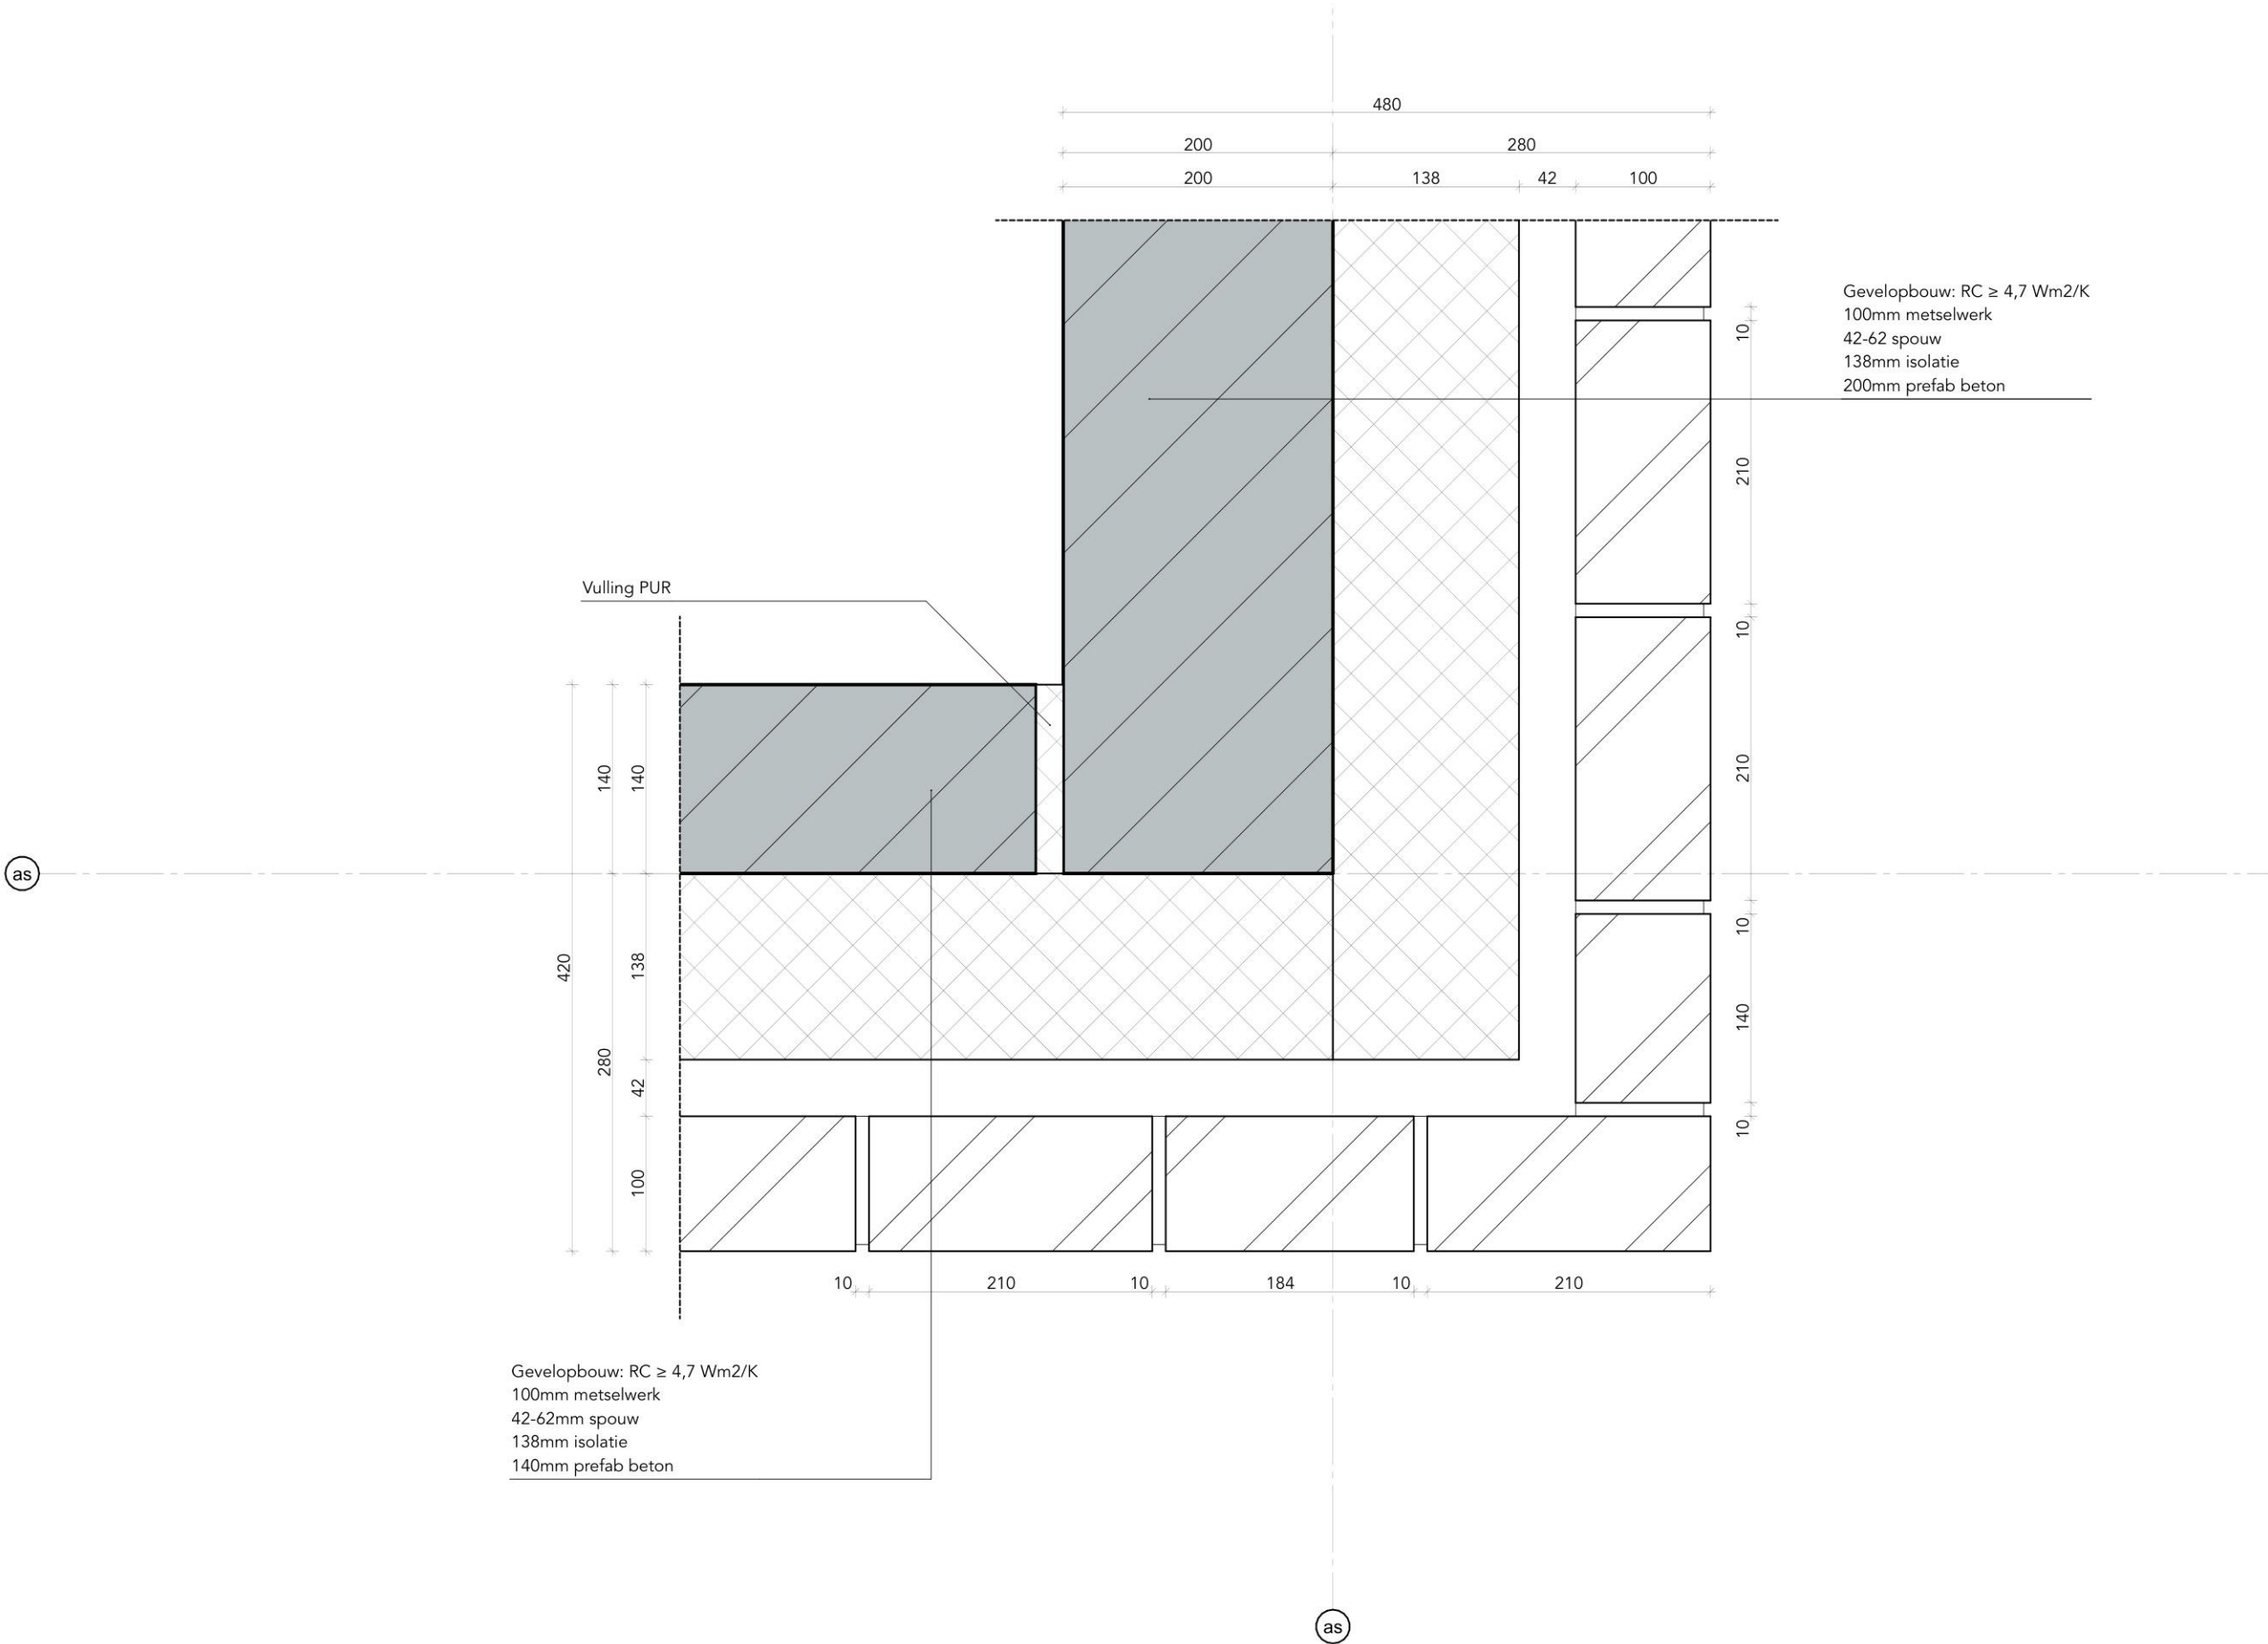 480
200 280
200 138 42 100
Gevelopbouw: RC ≥ 4,7 Wm2/K
100mm metselwerk
42-62 spouw
138mm isolatie
200mm prefab beton
10
210
10
210
10
140
10
Vulling PUR
140
140
420
280
138
42
100
as
10 210 10 184 10 210
Gevelopbouw: RC ≥ 4,7 Wm2/K
100mm metselwerk
42-62mm spouw
138mm isolatie
140mm prefab beton
as